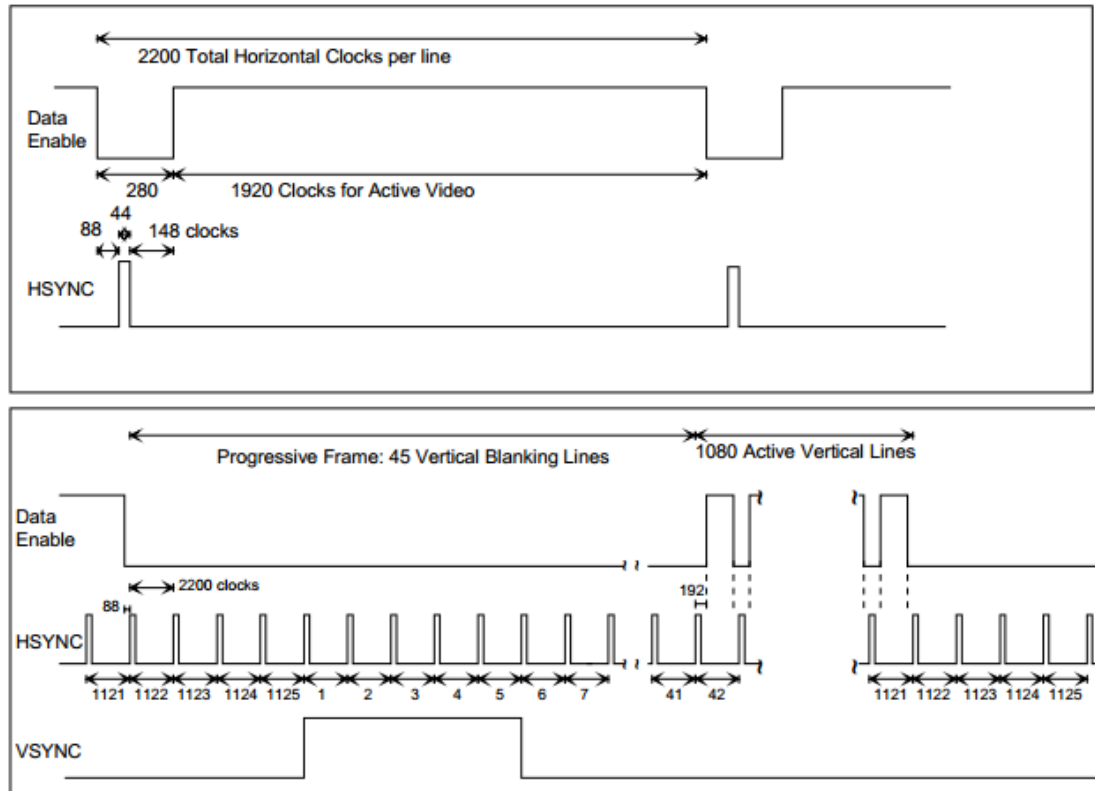 2200 Total Horizontal Clocks per line
Data
Enable
280
1920 Clocks for Active Video
44
88
148 clocks
HSYNC
Progressive Frame: 45 Vertical Blanking Lines
1080 Active Vertical Lines
Data
Enable
2200 clocks
88
192
HSYNC
1121 1122 1123 1124 1125 1 2 3 4 5 6 7 41 42 1121 1122 1123 1124 1125
VSYNC